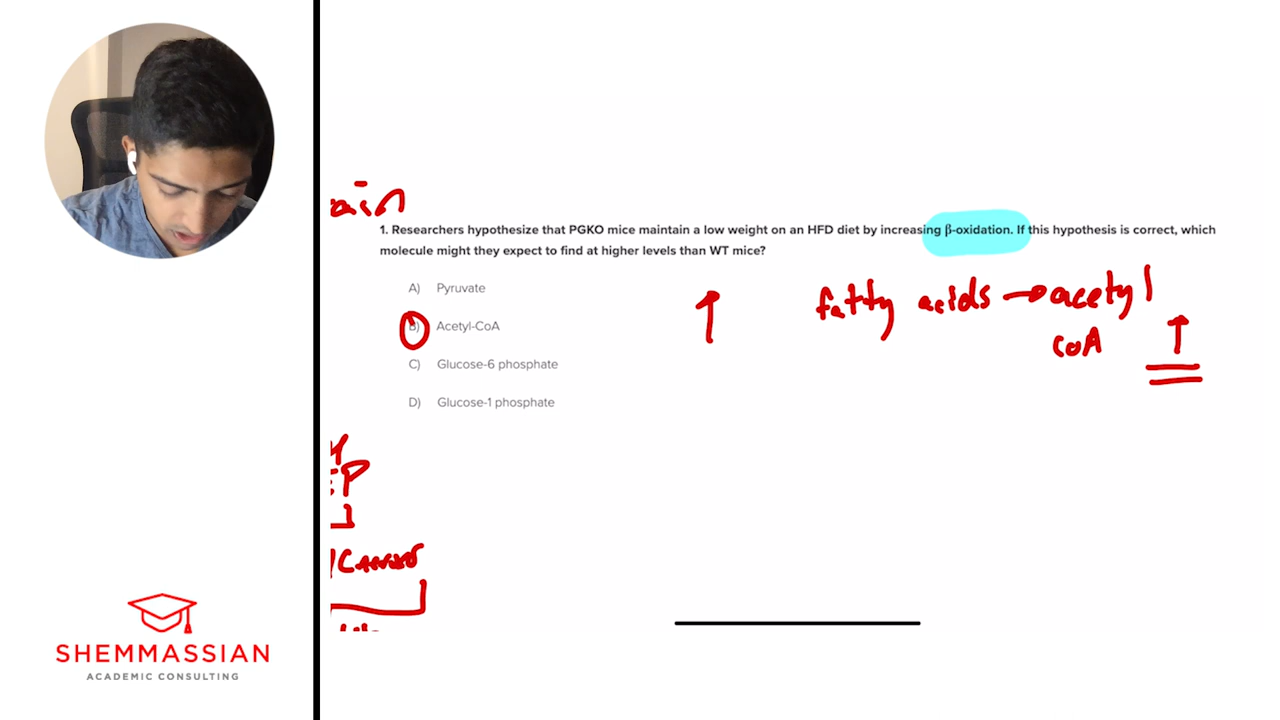 1. Researchers hypothesize that PGKO mice maintain a low weight on an HFD diet by increasing β-oxidation. If this hypothesis is correct, which
molecule might they expect to find at higher levels than WT mice?
A) Pyruvate
B) Acetyl-CoA
C) Glucose-6 phosphate
D) Glucose-1 phosphate
↑ fatty acids → acetyl
CoA ↑
SHEMMASSIAN
ACADEMIC CONSULTING